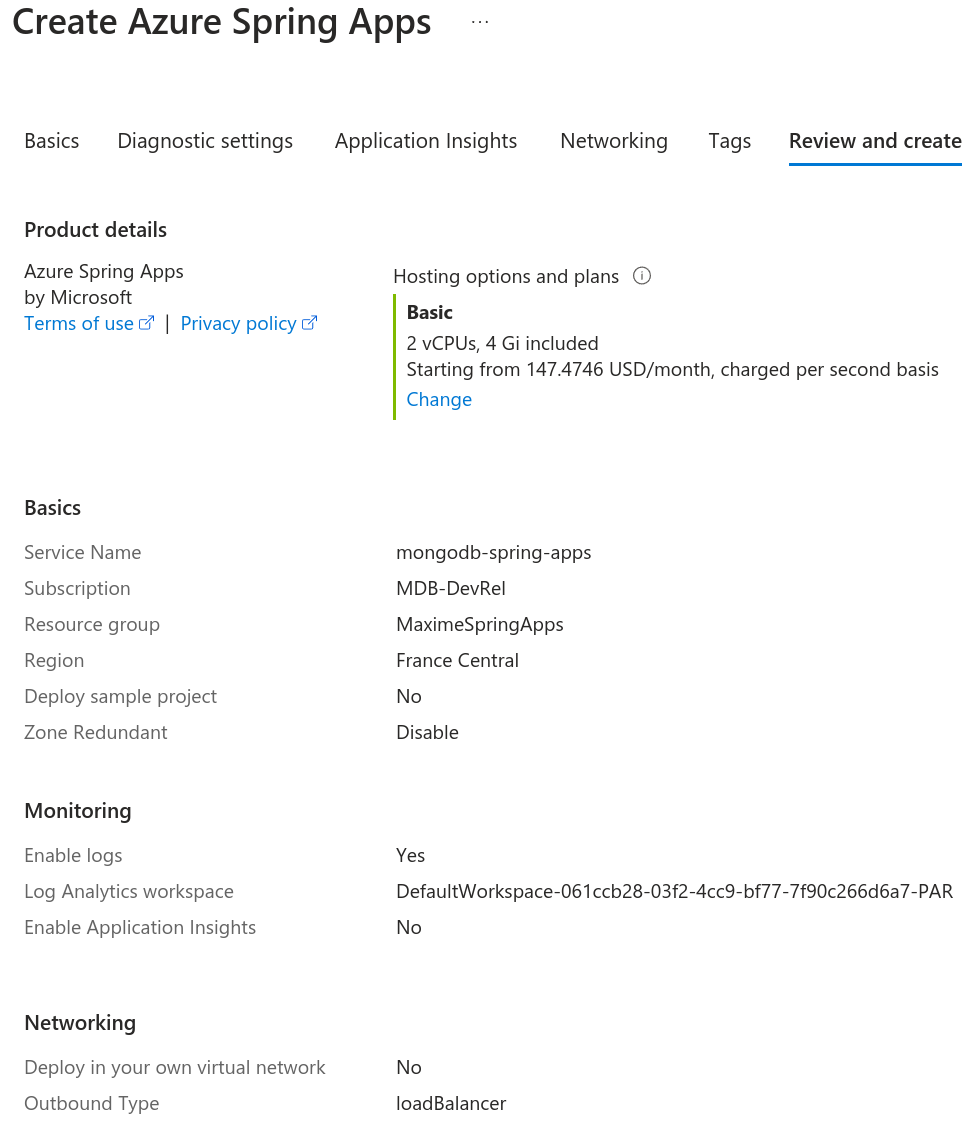 Create Azure Spring Apps ...
Basics Diagnostic settings Application Insights Networking Tags Review and create
Product details
Azure Spring Apps
by Microsoft
Terms of use | Privacy policy
Hosting options and plans
Basic
2 vCPUs, 4 Gi included
Starting from 147.4746 USD/month, charged per second basis
Change
Basics
Service Name mongodb-spring-apps
Subscription MDB-DevRel
Resource group MaximeSpringApps
Region France Central
Deploy sample project No
Zone Redundant Disable
Monitoring
Enable logs Yes
Log Analytics workspace DefaultWorkspace-061ccb28-03f2-4cc9-bf77-7f90c266d6a7-PAR
Enable Application Insights No
Networking
Deploy in your own virtual network No
Outbound Type loadBalancer